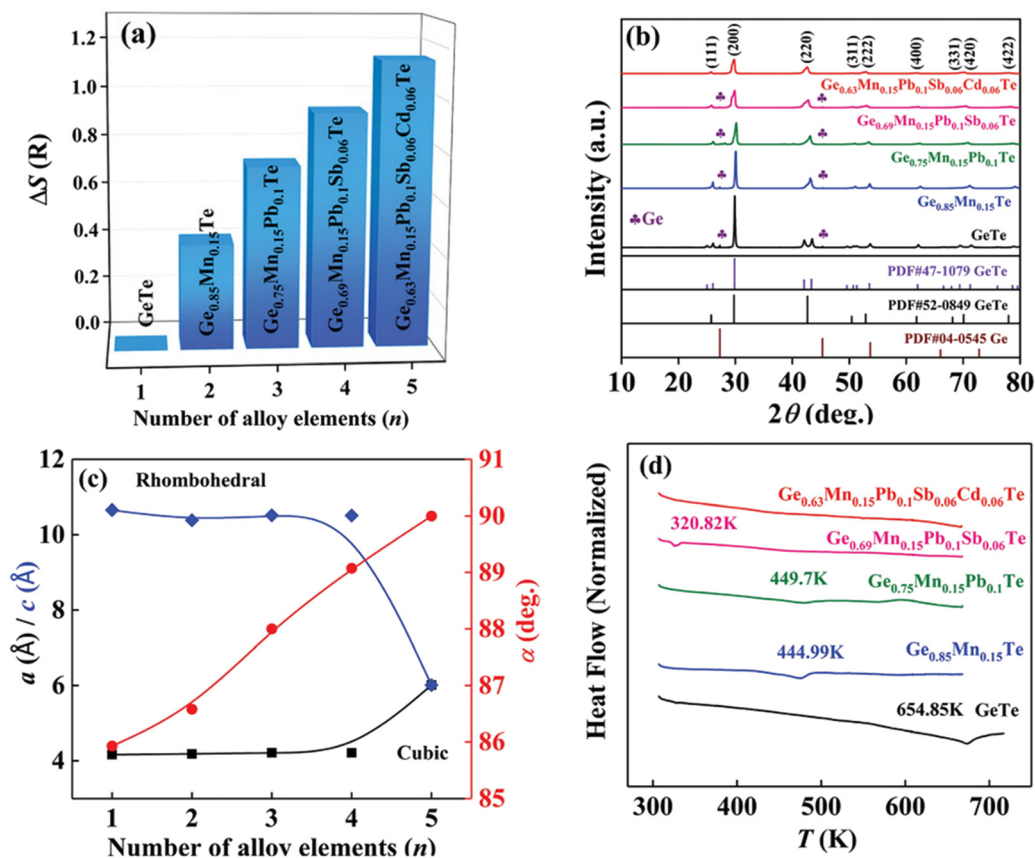 (a)
1.2
1.0
0.8
0.6
0.4
0.2
0.0
ΔS (R)
GeTe
Ge0.85Mn0.15Te
Ge0.75Mn0.15Pb0.1Te
Ge0.69Mn0.15Pb0.1Sb0.06Te
Ge0.63Mn0.15Pb0.1Sb0.06Cd0.06Te
1 2 3 4 5
Number of alloy elements (n)
(b)
(111) (200) (220) (311) (222) (400) (331) (420) (422)
Ge0.63Mn0.15Pb0.1Sb0.06Cd0.06Te
♣ ♣
Ge0.69Mn0.15Pb0.1Sb0.06Te
♣ ♣
Ge0.75Mn0.15Pb0.1Te
♣ ♣
♣Ge Ge0.85Mn0.15Te
♣ ♣ GeTe
PDF#47-1079 GeTe
PDF#52-0849 GeTe
PDF#04-0545 Ge
Intensity (a.u.)
10 20 30 40 50 60 70 80
2θ (deg.)
(c)
Rhombohedral
Cubic
12
10
8
6
4
a (Å) / c (Å)
91
90
89
88
87
86
85
α (deg.)
1 2 3 4 5
Number of alloy elements (n)
(d)
Ge0.63Mn0.15Pb0.1Sb0.06Cd0.06Te
320.82K Ge0.69Mn0.15Pb0.1Sb0.06Te
449.7K Ge0.75Mn0.15Pb0.1Te
444.99K Ge0.85Mn0.15Te
654.85K GeTe
Heat Flow (Normalized)
300 400 500 600 700
T (K)